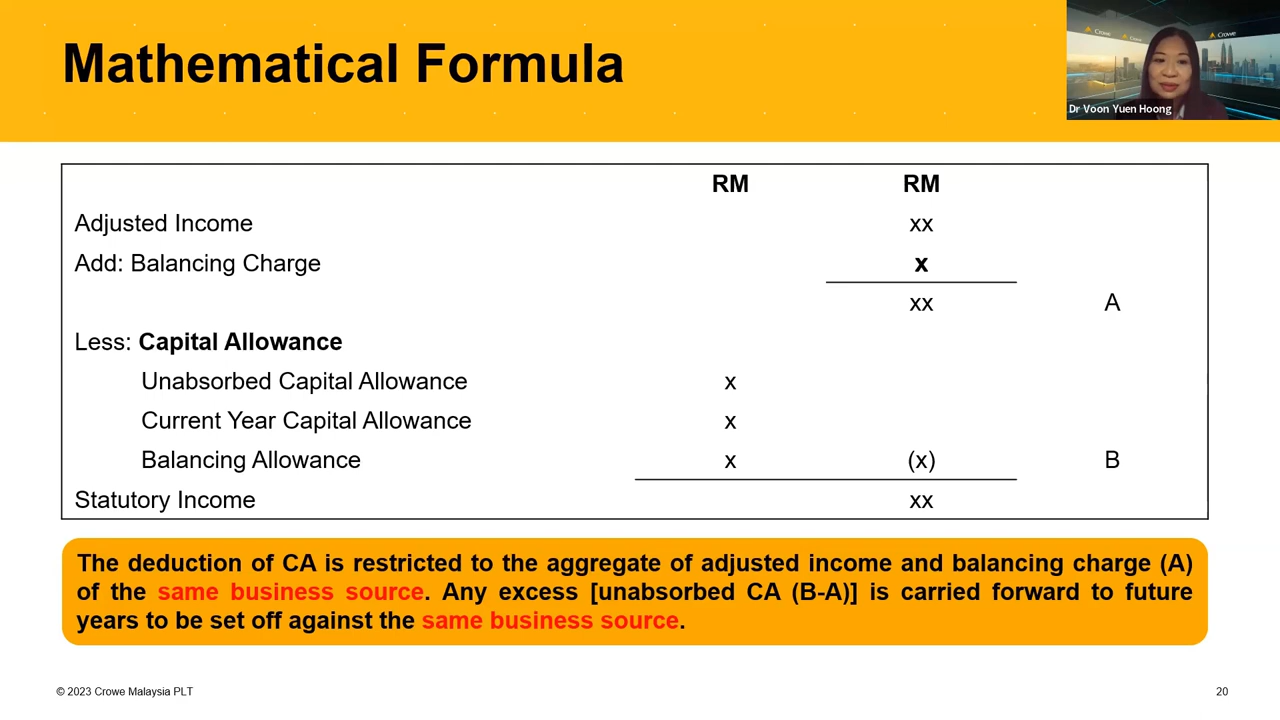 Mathematical Formula
Crowe
Crowe
Crowe
Dr Voon Yuen Hoong
RM RM
Adjusted Income xx
Add: Balancing Charge x
xx A
Less: Capital Allowance
Unabsorbed Capital Allowance x
Current Year Capital Allowance x
Balancing Allowance x (x) B
Statutory Income xx
The deduction of CA is restricted to the aggregate of adjusted income and balancing charge (A)
of the same business source. Any excess [unabsorbed CA (B-A)] is carried forward to future
years to be set off against the same business source.
© 2023 Crowe Malaysia PLT 20